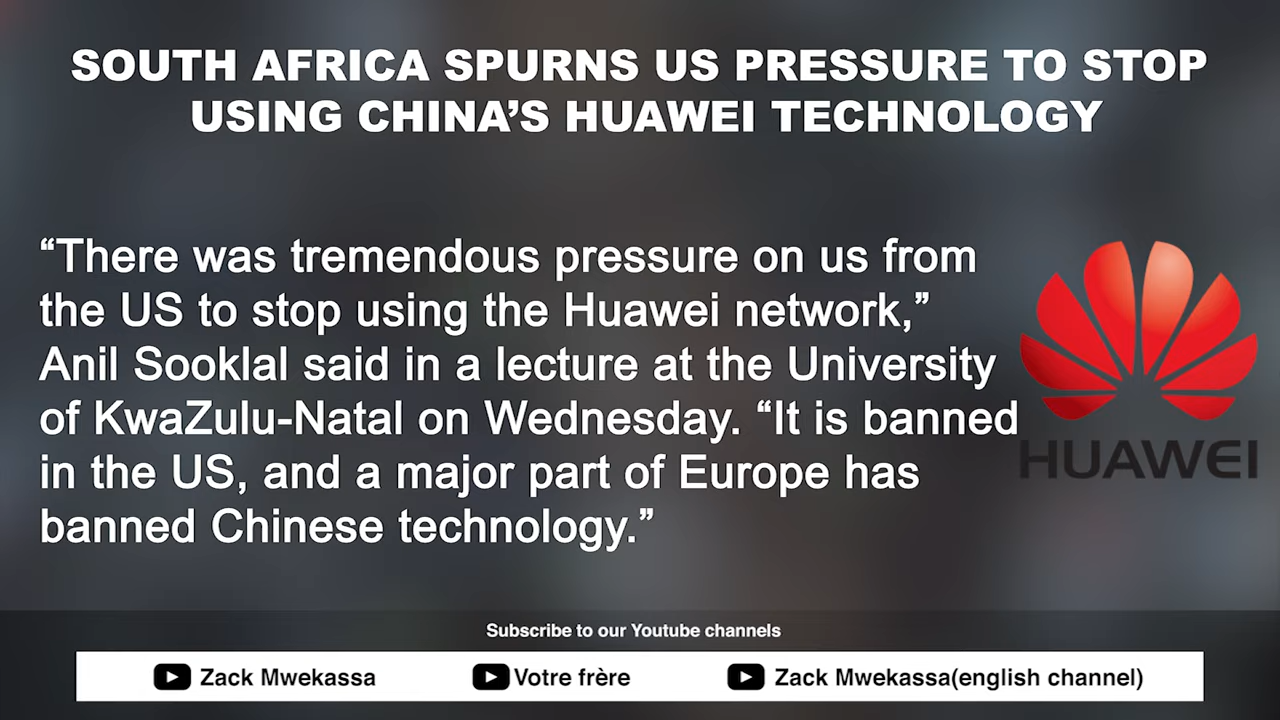 SOUTH AFRICA SPURNS US PRESSURE TO STOP
USING CHINA’S HUAWEI TECHNOLOGY
“There was tremendous pressure on us from
the US to stop using the Huawei network,”
Anil Sooklal said in a lecture at the University
of KwaZulu-Natal on Wednesday. “It is banned
in the US, and a major part of Europe has
banned Chinese technology.”
HUAWEI
Subscribe to our Youtube channels
Zack Mwekassa
Votre frère
Zack Mwekassa(english channel)